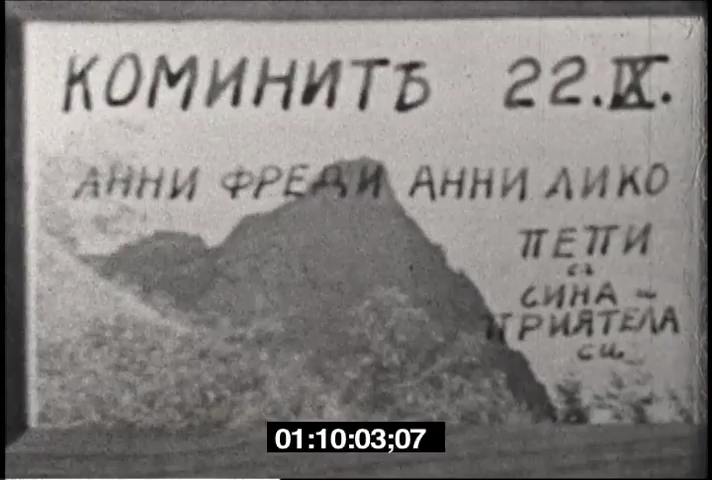 КОМИНИТѢ 22.IX.
АННИ ФРЕДИ АННИ ЛИКО
ПЕПИ
съ
СИНА -
ПРИЯТЕЛА
си
01:10:03;07